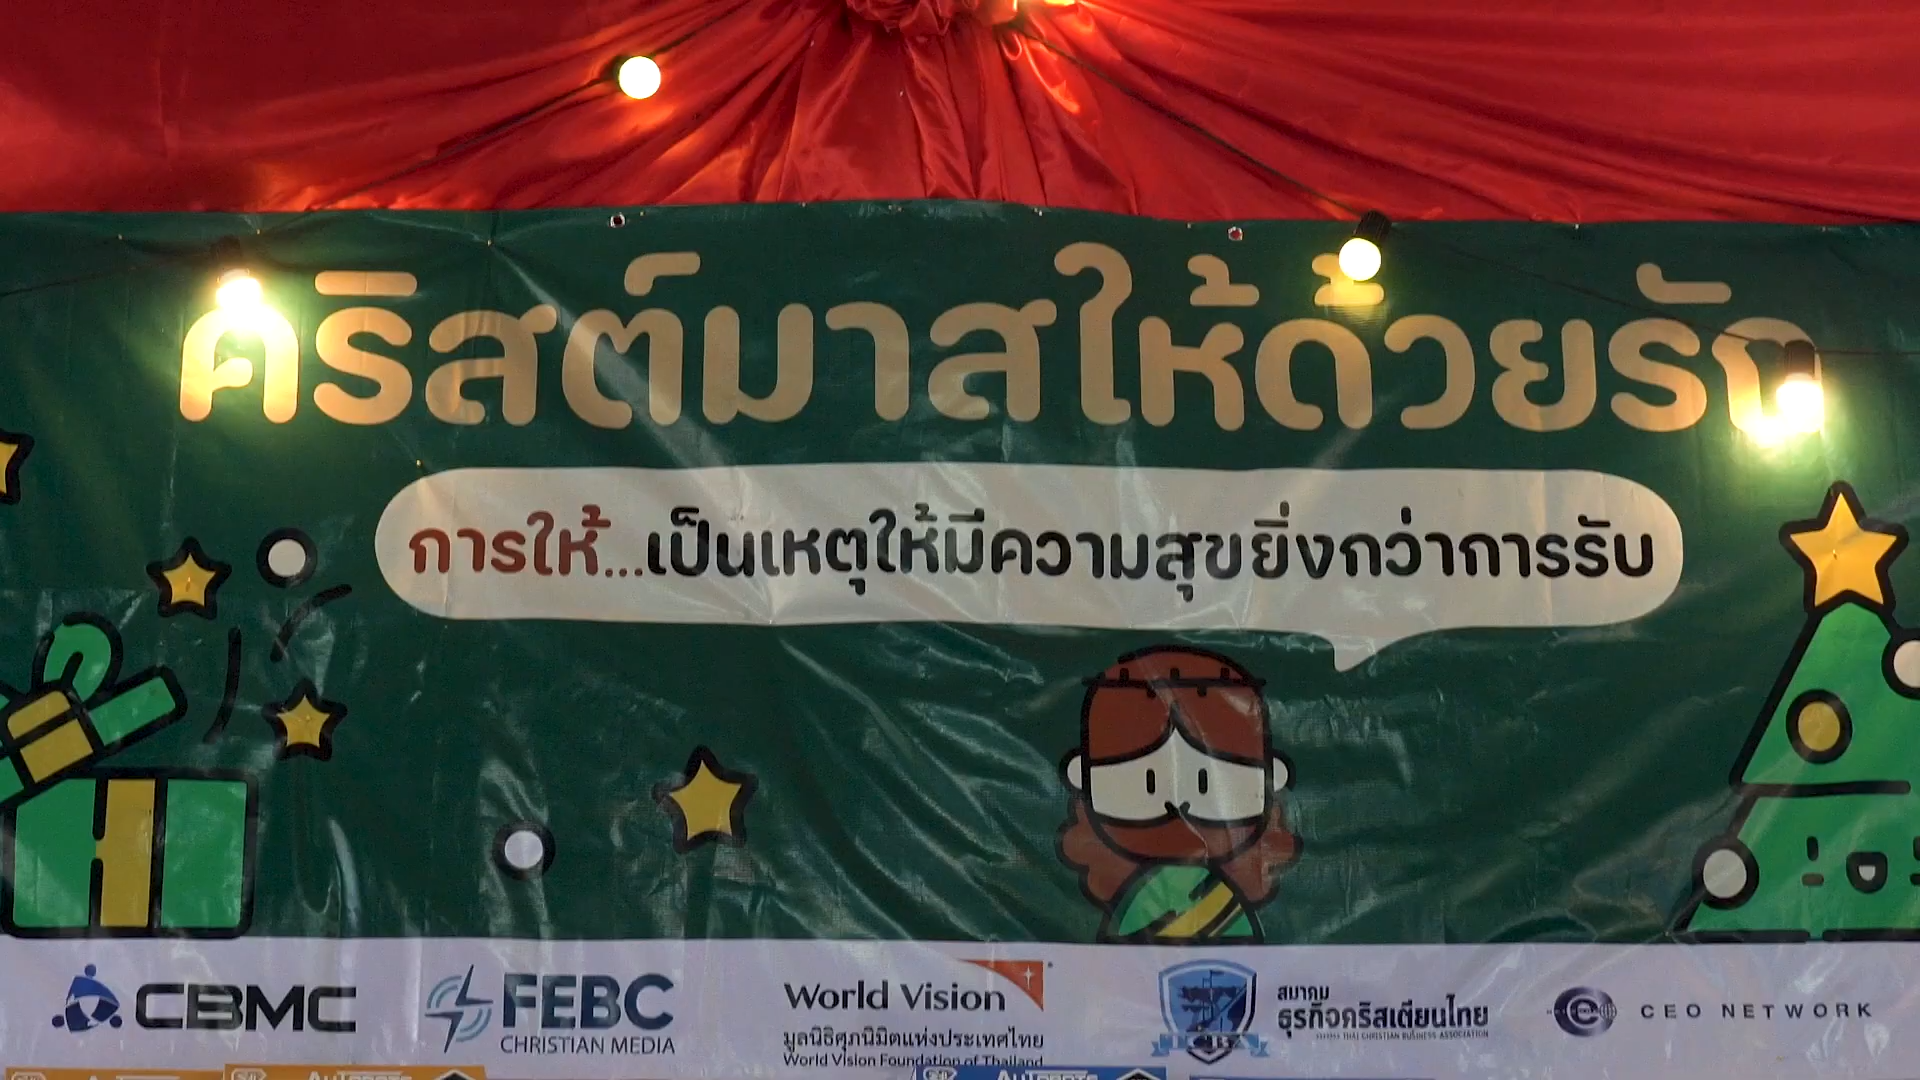 คริสต์มาสให้ด้วยรัก
การให้...เป็นเหตุให้มีความสุขยิ่งกว่าการรับ
CBMC
FEBC
CHRISTIAN MEDIA
World Vision
มูลนิธิศุภนิมิตแห่งประเทศไทย
World Vision Foundation of Thailand
สมาคม
ธุรกิจคริสเตียนไทย
THAI CHRISTIAN BUSINESS ASSOCIATION
CEO NETWORK